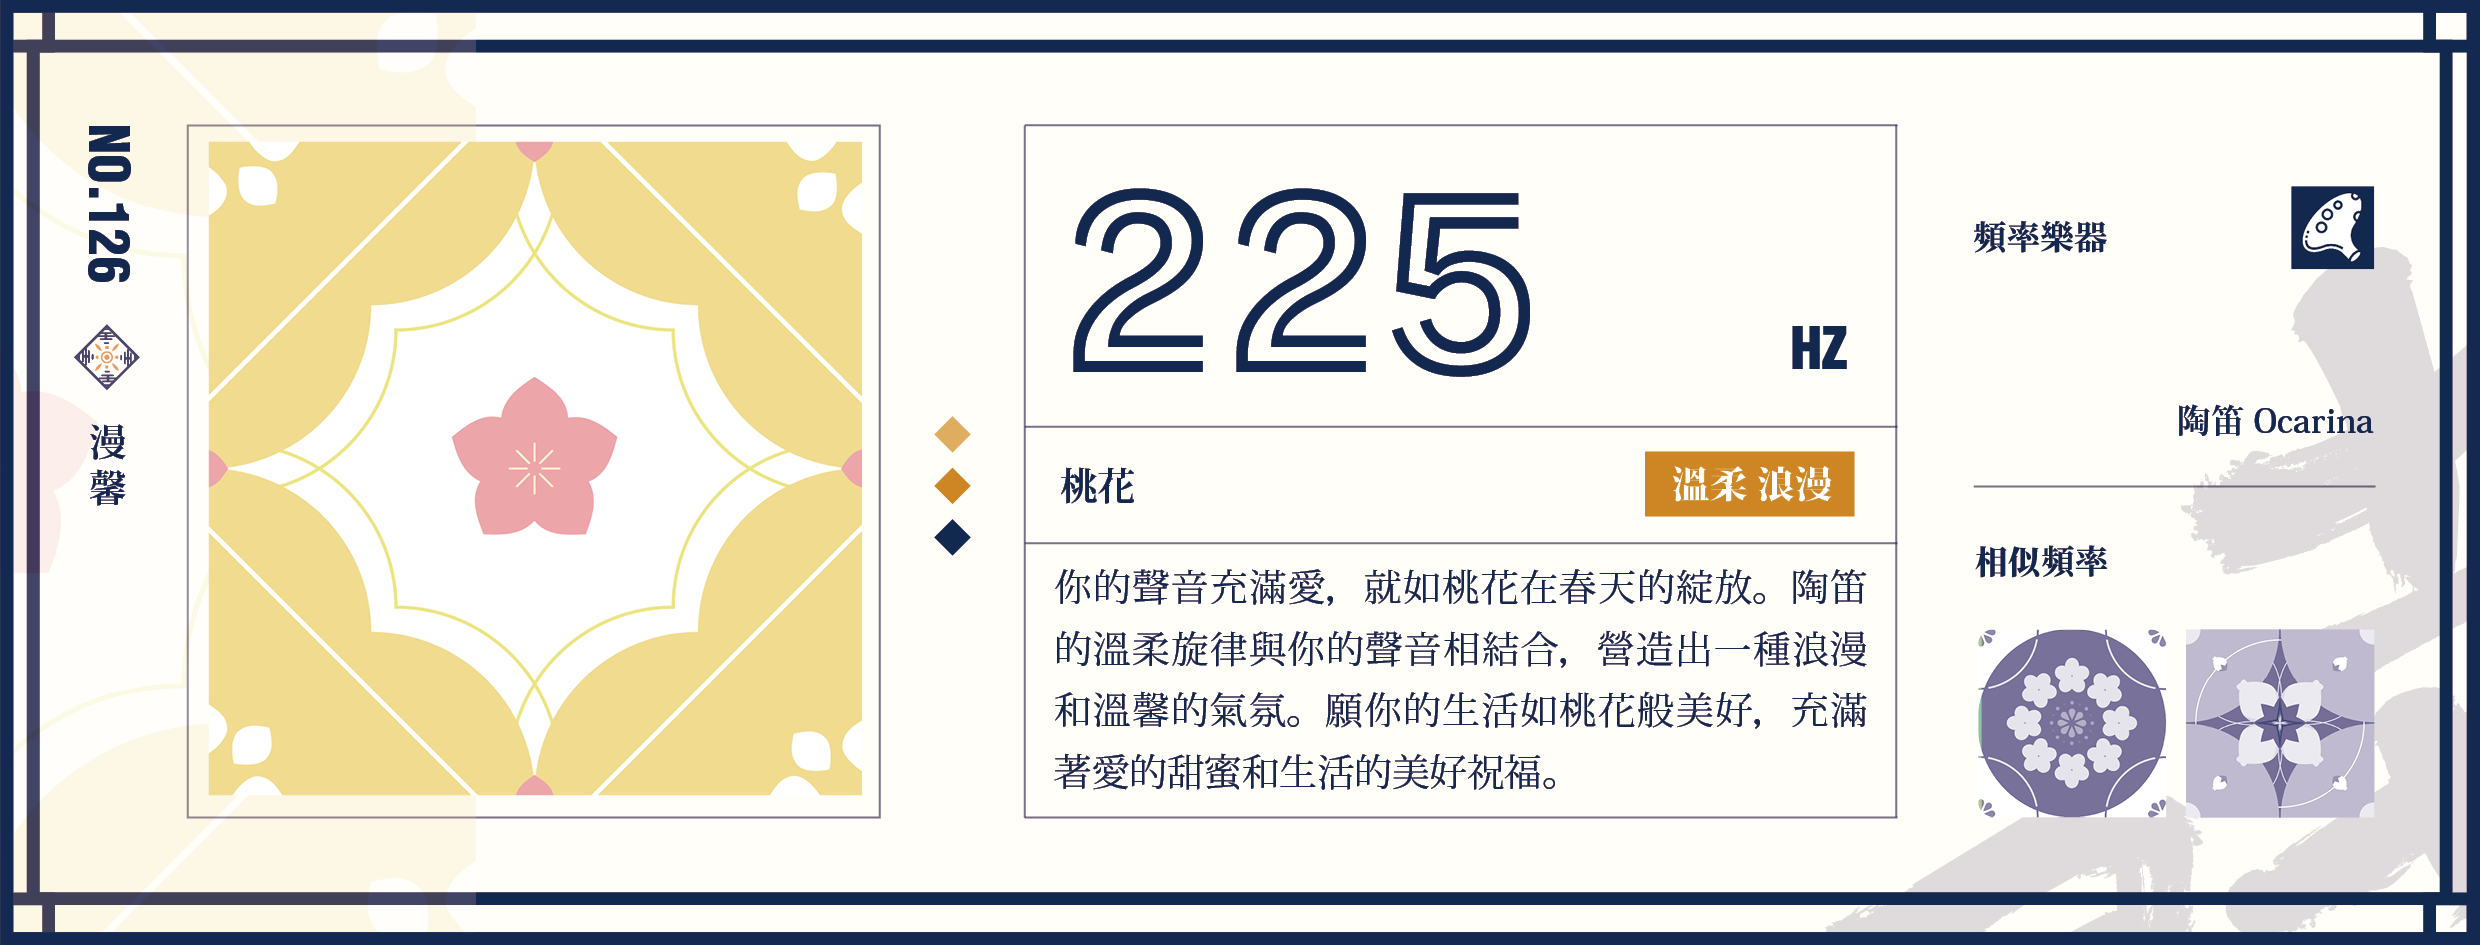 NO.126
漫馨
225
HZ
桃花
溫柔 浪漫
你的聲音充滿愛，就如桃花在春天的綻放。陶笛
的溫柔旋律與你的聲音相結合，營造出一種浪漫
和溫馨的氣氛。願你的生活如桃花般美好，充滿
著愛的甜蜜和生活的美好祝福。
頻率樂器
陶笛 Ocarina
相似頻率